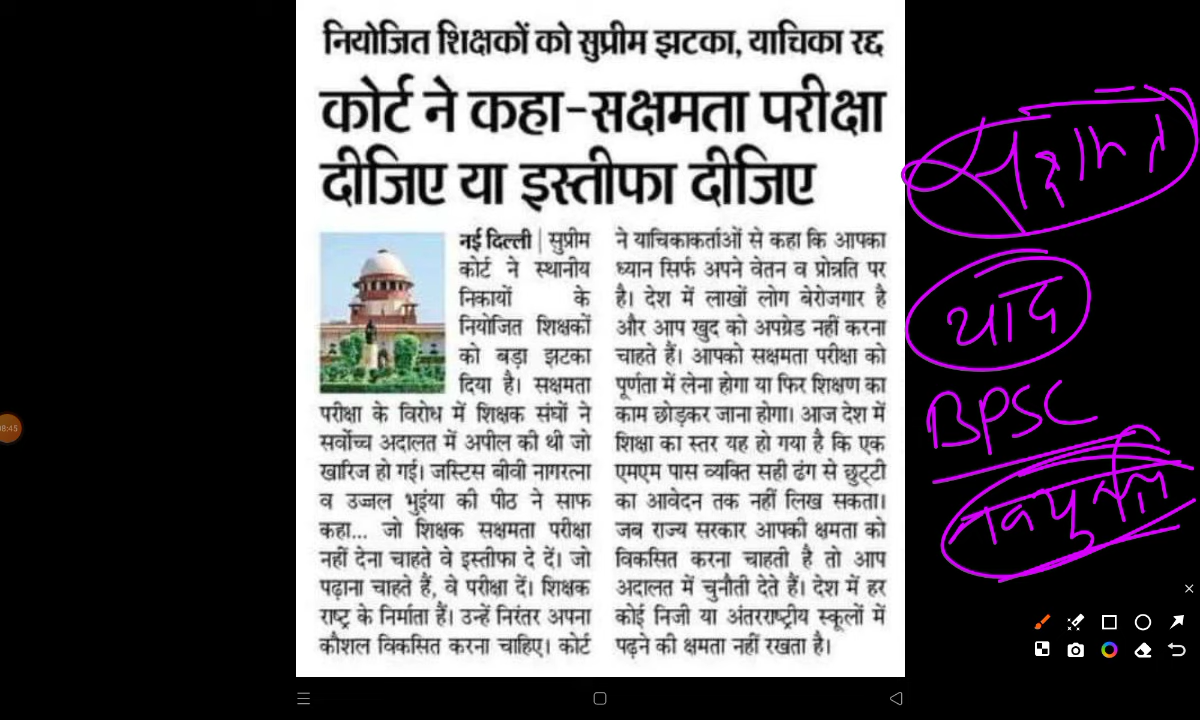 नियोजित शिक्षकों को सुप्रीम झटका, याचिका रद्द
कोर्ट ने कहा-सक्षमता परीक्षा
दीजिए या इस्तीफा दीजिए
नई दिल्ली | सुप्रीम
कोर्ट ने स्थानीय
निकायों के
नियोजित शिक्षकों
को बड़ा झटका
दिया है। सक्षमता
परीक्षा के विरोध में शिक्षक संघों ने
सर्वोच्च अदालत में अपील की थी जो
खारिज हो गई। जस्टिस बीवी नागरत्ना
व उज्जल भुइंया की पीठ ने साफ
कहा... जो शिक्षक सक्षमता परीक्षा
नहीं देना चाहते वे इस्तीफा दे दें। जो
पढ़ाना चाहते हैं, वे परीक्षा दें। शिक्षक
राष्ट्र के निर्माता हैं। उन्हें निरंतर अपना
कौशल विकसित करना चाहिए। कोर्ट
ने याचिकाकर्ताओं से कहा कि आपका
ध्यान सिर्फ अपने वेतन व प्रोन्नति पर
है। देश में लाखों लोग बेरोजगार है
और आप खुद को अपग्रेड नहीं करना
चाहते हैं। आपको सक्षमता परीक्षा को
पूर्णता में लेना होगा या फिर शिक्षण का
काम छोड़कर जाना होगा। आज देश में
शिक्षा का स्तर यह हो गया है कि एक
एमएम पास व्यक्ति सही ढंग से छुट्टी
का आवेदन तक नहीं लिख सकता।
जब राज्य सरकार आपकी क्षमता को
विकसित करना चाहती है तो आप
अदालत में चुनौती देते हैं। देश में हर
कोई निजी या अंतरराष्ट्रीय स्कूलों में
पढ़ने की क्षमता नहीं रखता है।
याद
BPSC
8:45